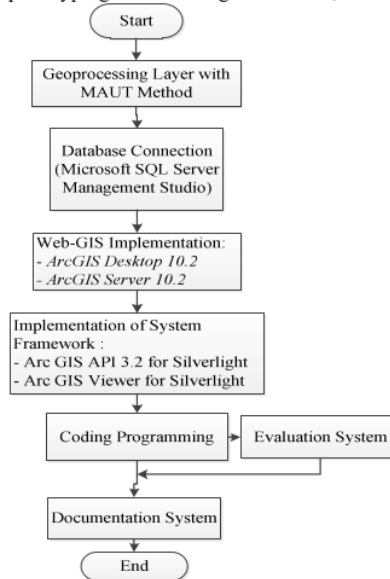 Start
Geoprocessing Layer with
MAUT Method
Database Connection
(Microsoft SQL Server
Management Studio)
Web-GIS Implementation:
- ArcGIS Desktop 10.2
- ArcGIS Server 10.2
Implementation of System
Framework :
- Arc GIS API 3.2 for Silverlight
- Arc GIS Viewer for Silverlight
Coding Programming
Evaluation System
Documentation System
End